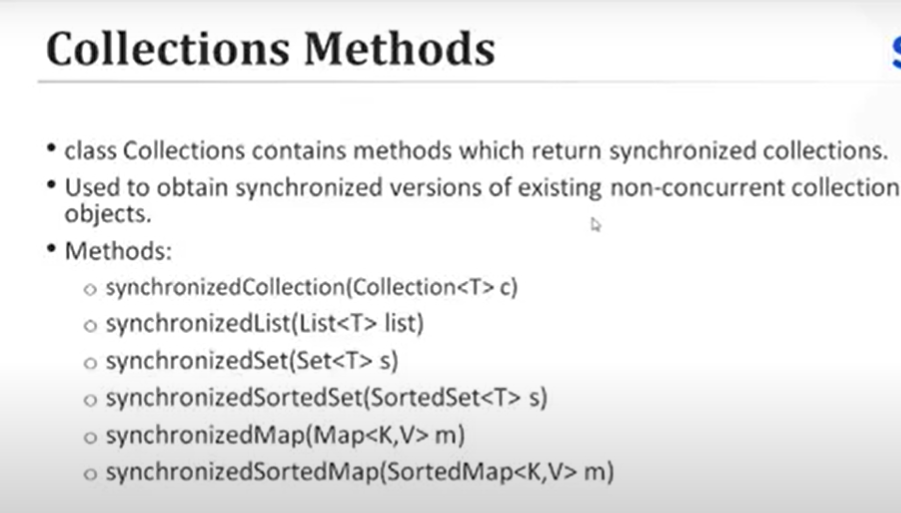 Collections Methods
• class Collections contains methods which return synchronized collections.
• Used to obtain synchronized versions of existing non-concurrent collection
objects.
• Methods:
o synchronizedCollection(Collection<T> c)
o synchronizedList(List<T> list)
o synchronizedSet(Set<T> s)
o synchronizedSortedSet(SortedSet<T> s)
o synchronizedMap(Map<K,V> m)
o synchronizedSortedMap(SortedMap<K,V> m)